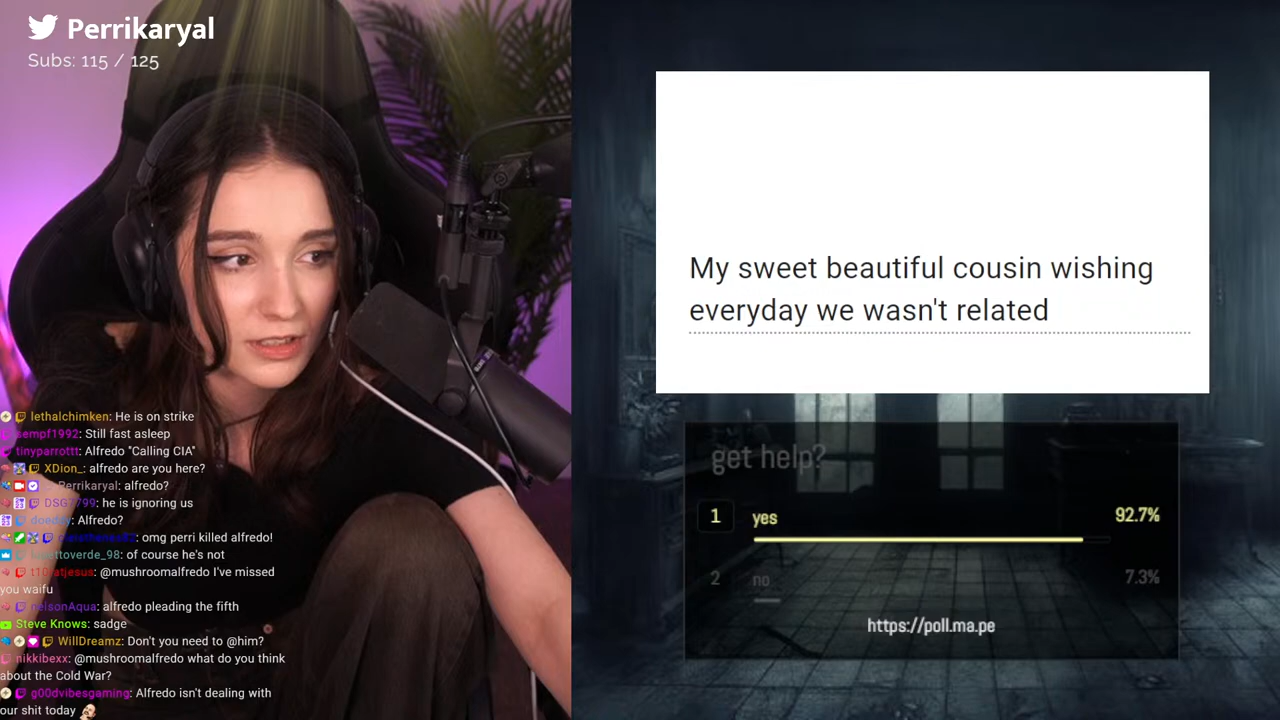 Perrikaryal
Subs: 115 / 125
My sweet beautiful cousin wishing
everyday we wasn't related
get help?
1 yes 92.7%
2 no 7.3%
https://poll.ma.pe
lethalchimken: He is on strike
sempf1992: Still fast asleep
tinyparrottt: Alfredo "Calling CIA"
XDion_: alfredo are you here?
Perrikaryal: alfredo?
DSG7799: he is ignoring us
Alfredo?
omg perri killed alfredo!
of course he's not
@mushroomalfredo I've missed
you waifu
nelsonAqua: alfredo pleading the fifth
Steve Knows: sadge
WillDreamz: Don't you need to @him?
nikkibexx: @mushroomalfredo what do you think
about the Cold War?
g00dvibesgaming: Alfredo isn't dealing with
our shit today